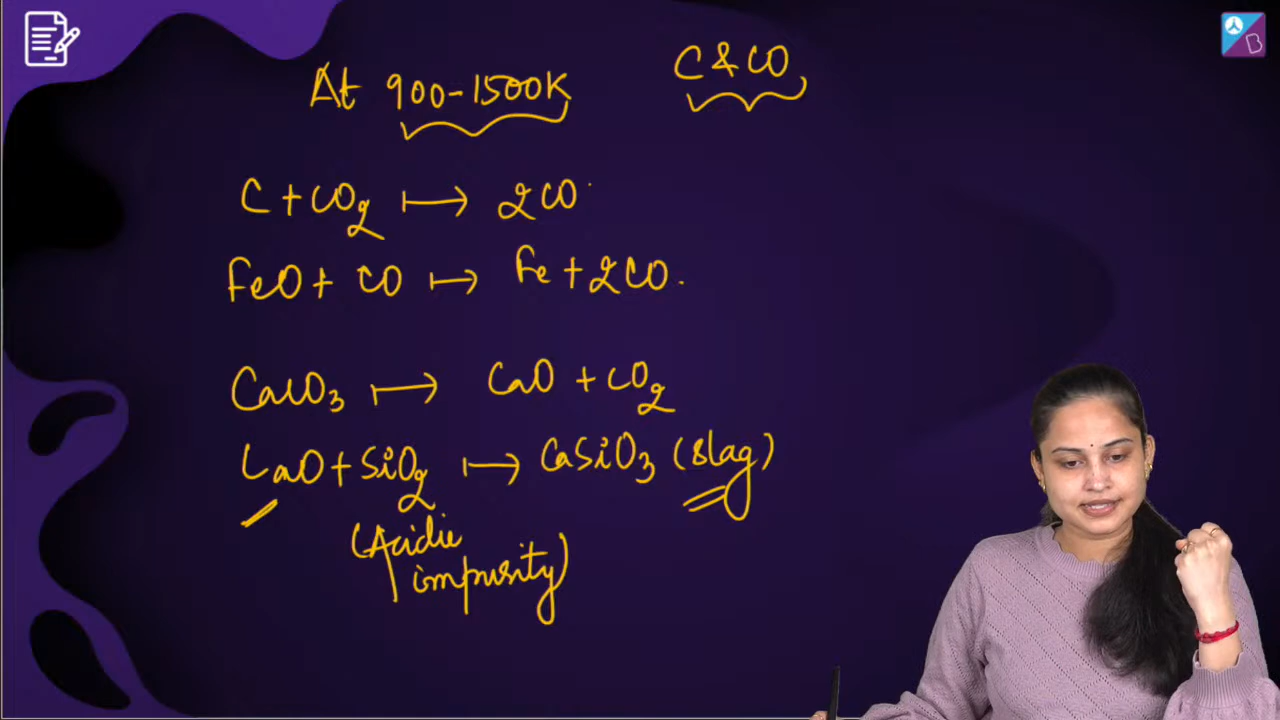 At 900-1500K C & CO
C + CO2 ⟼ 2CO
FeO + CO ⟼ Fe + 2CO.
CaCO3 ⟼ CaO + CO2
CaO + SiO2 ⟼ CaSiO3 (slag)
(Acidic
impurity)
B